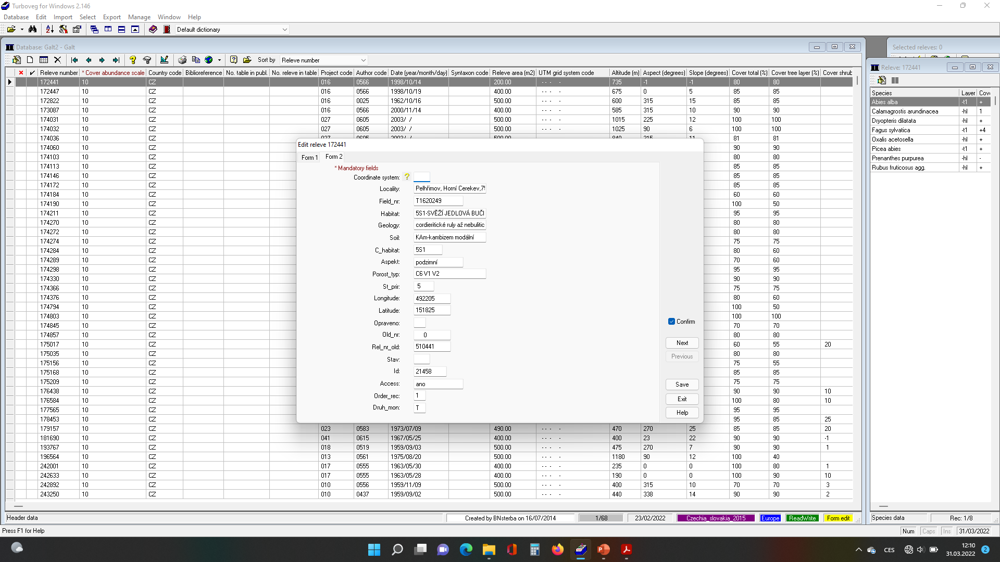 Turboveg for Windows 2.146
Database Edit Import Select Export Manage Window Help
Default dictionary
Database: Galt2 - Galt
Sort by Releve number
Releve number * Cover abundance scale Country code Biblioreference No. table in publ. No. releve in table Project code Author code Date (year/month/day) Syntaxon code Releve area (m2) UTM grid system code Altitude (m) Aspect (degrees) Slope (degrees) Cover total (%) Cover tree layer (%) Cover shrub
172441 10 CZ 016 0566 1998/10/14 200.00 - - - - 735 -1 -1 80 80
172447 10 CZ 016 0566 1998/10/19 400.00 - - - - 675 0 5 85 85
172822 10 CZ 016 0025 1962/10/16 500.00 - - - - 600 315 15 85 85
173087 10 CZ 016 0566 2000/11/14 400.00 - - - - 585 315 10 90 90
174031 10 CZ 027 0605 2003/ / 500.00 - - - - 1015 225 12 100 100
174032 10 CZ 027 0605 2003/ / 500.00 - - - - 1025 90 6 100 100
174036 10 CZ 027 0605 2003/ / 500.00 840 315 11 81 81
174060 10 CZ 90 90
174103 10 CZ 80 80
174113 10 CZ 85 85
174146 10 CZ 85 85
174172 10 CZ 85 85
174184 10 CZ 60 60
174190 10 CZ 100 50
174211 10 CZ 95 95
174270 10 CZ 80 80
174272 10 CZ 80 80
174274 10 CZ 75 75
174284 10 CZ 80 60
174289 10 CZ 70 60
174298 10 CZ 95 95
174330 10 CZ 90 90
174366 10 CZ 75 75
174376 10 CZ 80 60
174794 10 CZ 100 50
174803 10 CZ 100 100
174845 10 CZ 70 70
174857 10 CZ 80 80
175017 10 CZ 60 55 20
175035 10 CZ 80 80
175156 10 CZ 75 55
175168 10 CZ 85 85
175209 10 CZ 75 75
176438 10 CZ 90 90 10
176584 10 CZ 100 80 10
177565 10 CZ 95 95
178453 10 CZ 95 85 25
179157 10 CZ 023 0583 1973/07/09 490.00 - - - - 470 270 25 85 85 20
181690 10 CZ 041 0615 1967/05/25 400.00 - - - - 400 23 22 90 90 -1
193767 10 CZ 018 0519 1959/09/03 500.00 - - - - 475 270 7 90 90 1
196564 10 CZ 013 0561 1975/08/20 500.00 - - - - 1180 90 12 100 40
242001 10 CZ 017 0555 1963/05/30 400.00 - - - - 235 0 0 100 80 1
242633 10 CZ 017 0555 1963/05/28 400.00 - - - - 190 0 0 100 90 10
242892 10 CZ 010 0556 1959/11/09 500.00 - - - - 400 315 10 70 70 3
243250 10 CZ 010 0437 1959/09/02 500.00 - - - - 440 338 14 90 90 2
Edit releve 172441
Form 1 Form 2
* Mandatory fields
Coordinate system: ?
Locality: Pelhřimov, Horní Cerekev,7
Field_nr: T1620249
Habitat: 5S1-SVĚŽÍ JEDLOVÁ BUČI
Geology: cordieritické ruly až nebulitic
Soil: KAm-kambizem modální
C_habitat: 5S1
Aspekt: podzimní
Porost_typ: C6 V1 V2
St_prir: 5
Longitude: 492205
Latitude: 151825
Opraveno:
Old_nr: 0
Rel_nr_old: 510441
Stav:
Id: 21458
Access: ano
Order_rec: 1
Druh_mon: T
Confirm
Next
Previous
Save
Exit
Help
Selected releves: 0
Releve: 172441
Species Layer Cov
Abies alba -t1 +
Calamagrostis arundinacea -hl 1
Dryopteris dilatata -hl +
Fagus sylvatica -t1 +4
Oxalis acetosella -hl +
Picea abies -t1 +
Prenanthes purpurea -hl -
Rubus fruticosus agg. -hl +
Header data Created by BNsterba on 16/07/2014 1/68 23/02/2022 Czechia_slovakia_2015 Europe ReadWrite Form edit
Species data Rec: 1/8
Press F1 for Help Num Caps Ins 31/03/2022
CES 12:10
31.03.2022 2